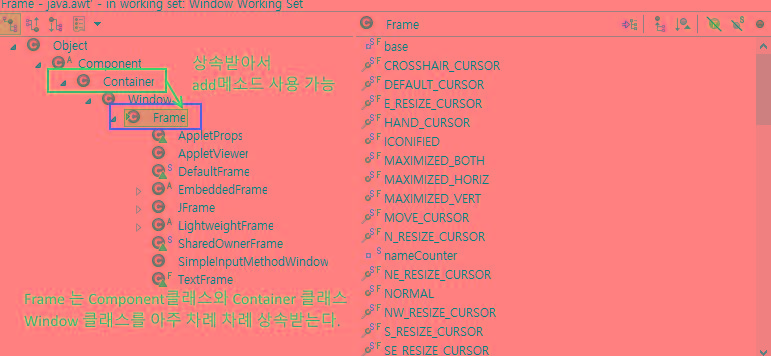 Frame - java.awt' - in working set: Window Working Set
Object
Component
Container
Window
Frame
AppletProps
AppletViewer
DefaultFrame
EmbeddedFrame
JFrame
LightweightFrame
SharedOwnerFrame
SimpleInputMethodWindow
TextFrame
상속받아서
add메소드 사용 가능
Frame 는 Component클래스와 Container 클래스
Window 클래스를 아주 차례 차례 상속받는다.
Frame
base
CROSSHAIR_CURSOR
DEFAULT_CURSOR
E_RESIZE_CURSOR
HAND_CURSOR
ICONIFIED
MAXIMIZED_BOTH
MAXIMIZED_HORIZ
MAXIMIZED_VERT
MOVE_CURSOR
N_RESIZE_CURSOR
nameCounter
NE_RESIZE_CURSOR
NORMAL
NW_RESIZE_CURSOR
S_RESIZE_CURSOR
SE_RESIZE_CURSOR